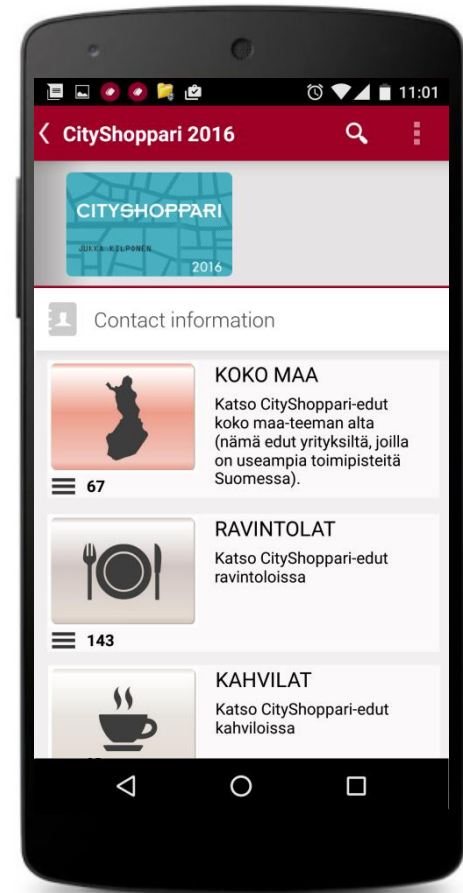 11:01
CityShoppari 2016
CITYSHOPPARI
JUKKA KILPONEN
2016
Contact information
KOKO MAA
Katso CityShoppari-edut
koko maa-teeman alta
(nämä edut yrityksiltä, joilla
on useampia toimipisteitä
Suomessa).
67
RAVINTOLAT
Katso CityShoppari-edut
ravintoloissa
143
KAHVILAT
Katso CityShoppari-edut
kahviloissa